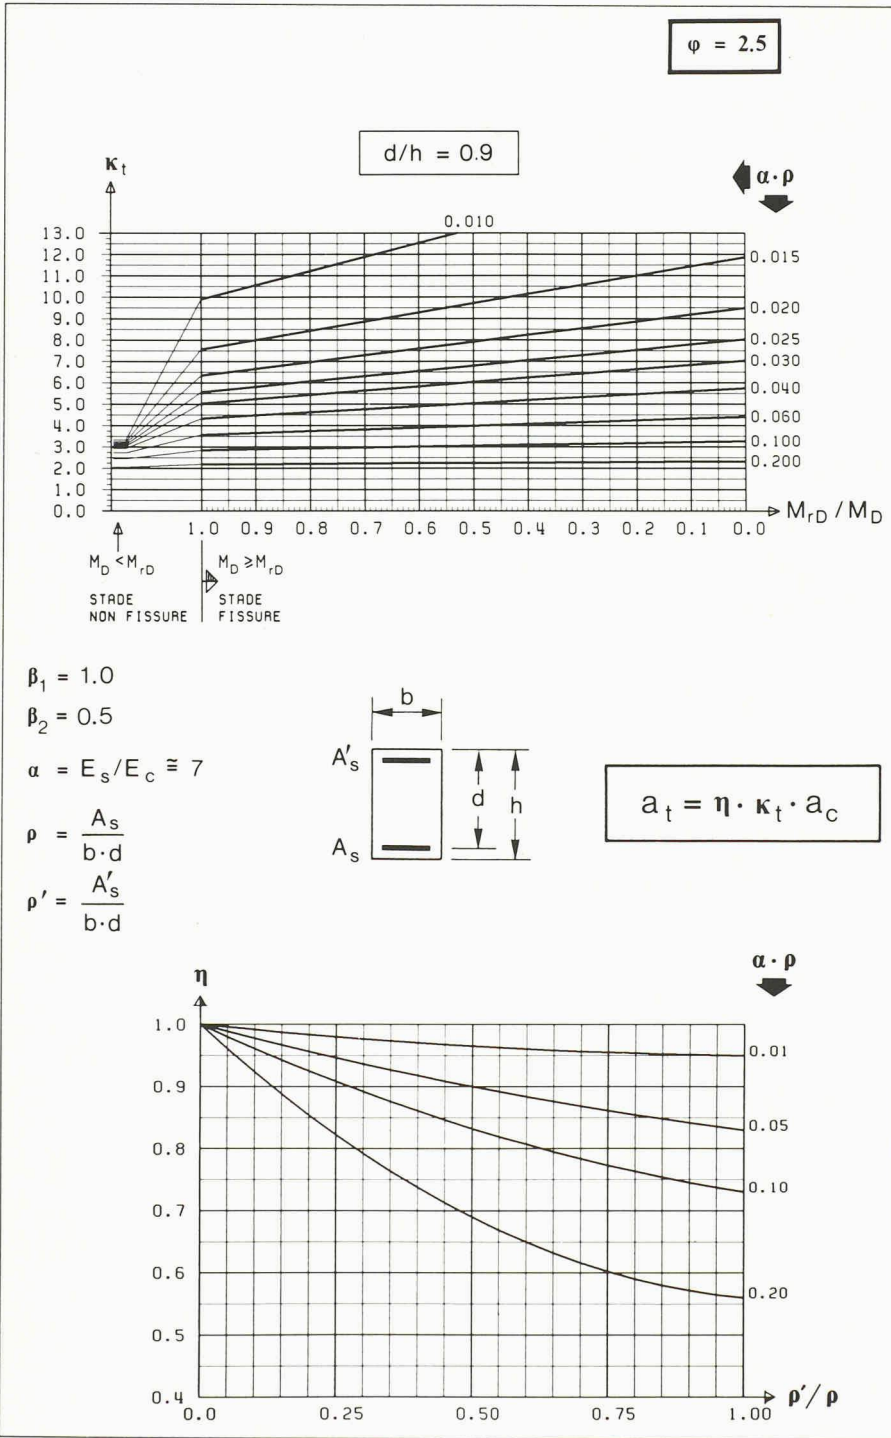 φ = 2.5
d/h = 0.9
κt
α·ρ
0.010
13.0
12.0
11.0
10.0
9.0
8.0
7.0
6.0
5.0
4.0
3.0
2.0
1.0
0.0
0.015
0.020
0.025
0.030
0.040
0.060
0.100
0.200
1.0 0.9 0.8 0.7 0.6 0.5 0.4 0.3 0.2 0.1 0.0
MrD/MD
MD<MrD
STADE
NON FISSURE
MD≥MrD
STADE
FISSURE
β1 = 1.0
β2 = 0.5
α = Es/Ec ≅ 7
ρ = As
b·d
ρ' = A's
b·d
b
A's
As
d
h
at = η·κt·ac
η
α·ρ
1.0
0.9
0.8
0.7
0.6
0.5
0.4
0.01
0.05
0.10
0.20
0.0 0.25 0.50 0.75 1.00
ρ'/ρ